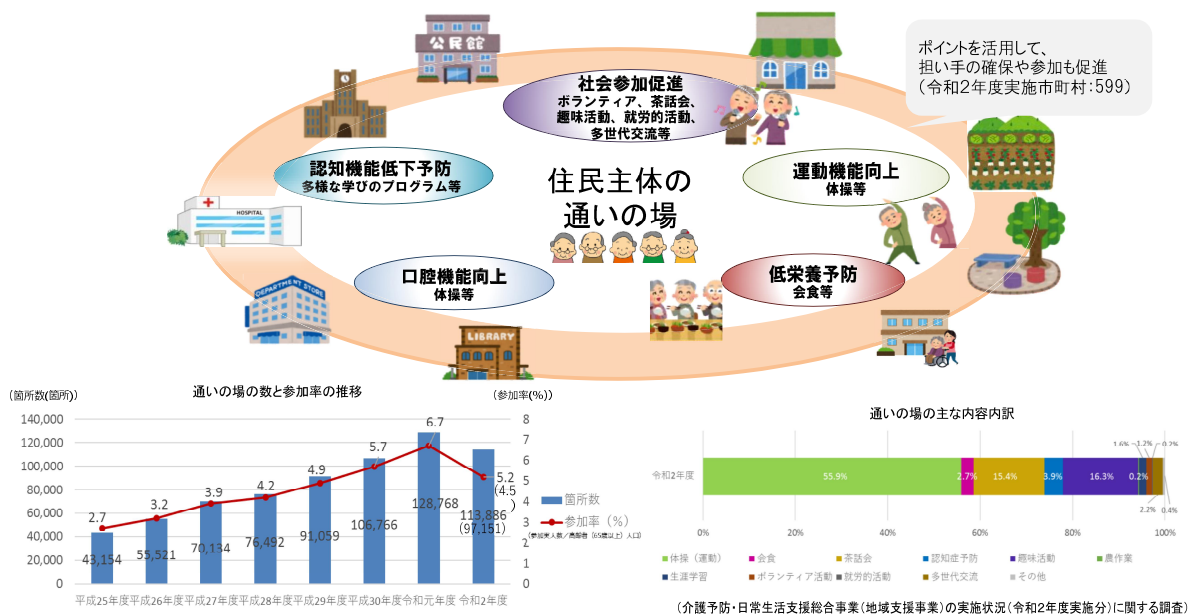 公民館
ポイントを活用して、
担い手の確保や参加も促進
（令和2年度実施市町村：599）
社会参加促進
ボランティア、茶話会、
趣味活動、就労的活動、
多世代交流等
認知機能低下予防
多様な学びのプログラム等
住民主体の
通いの場
運動機能向上
体操等
HOSPITAL
口腔機能向上
体操等
低栄養予防
会食等
DEPARTMENT STORE
LIBRARY
通いの場の数と参加率の推移
（箇所数(箇所)）
（参加率(%)）
140,000
120,000
100,000
80,000
60,000
40,000
20,000
0
8
7
6
5
4
3
2
1
0
2.7
3.2
3.9
4.2
4.9
5.7
6.7
5.2
(4.5
)
43,154
55,521
70,134
76,492
91,059
106,766
128,768
113,886
(97,151)
平成25年度 平成26年度 平成27年度 平成28年度 平成29年度 平成30年度 令和元年度 令和2年度
箇所数
参加率（%）
（参加実人数／高齢者（65歳以上）人口）
通いの場の主な内容内訳
令和2年度
55.9%
2.7%
15.4%
3.9%
16.3%
0.2%
1.6%
1.2%
0.2%
2.2%
0.4%
0% 20% 40% 60% 80% 100%
体操（運動） 会食 茶話会 認知症予防 趣味活動 農作業
生涯学習 ボランティア活動 就労的活動 多世代交流 その他
（介護予防・日常生活支援総合事業（地域支援事業）の実施状況（令和2年度実施分）に関する調査）